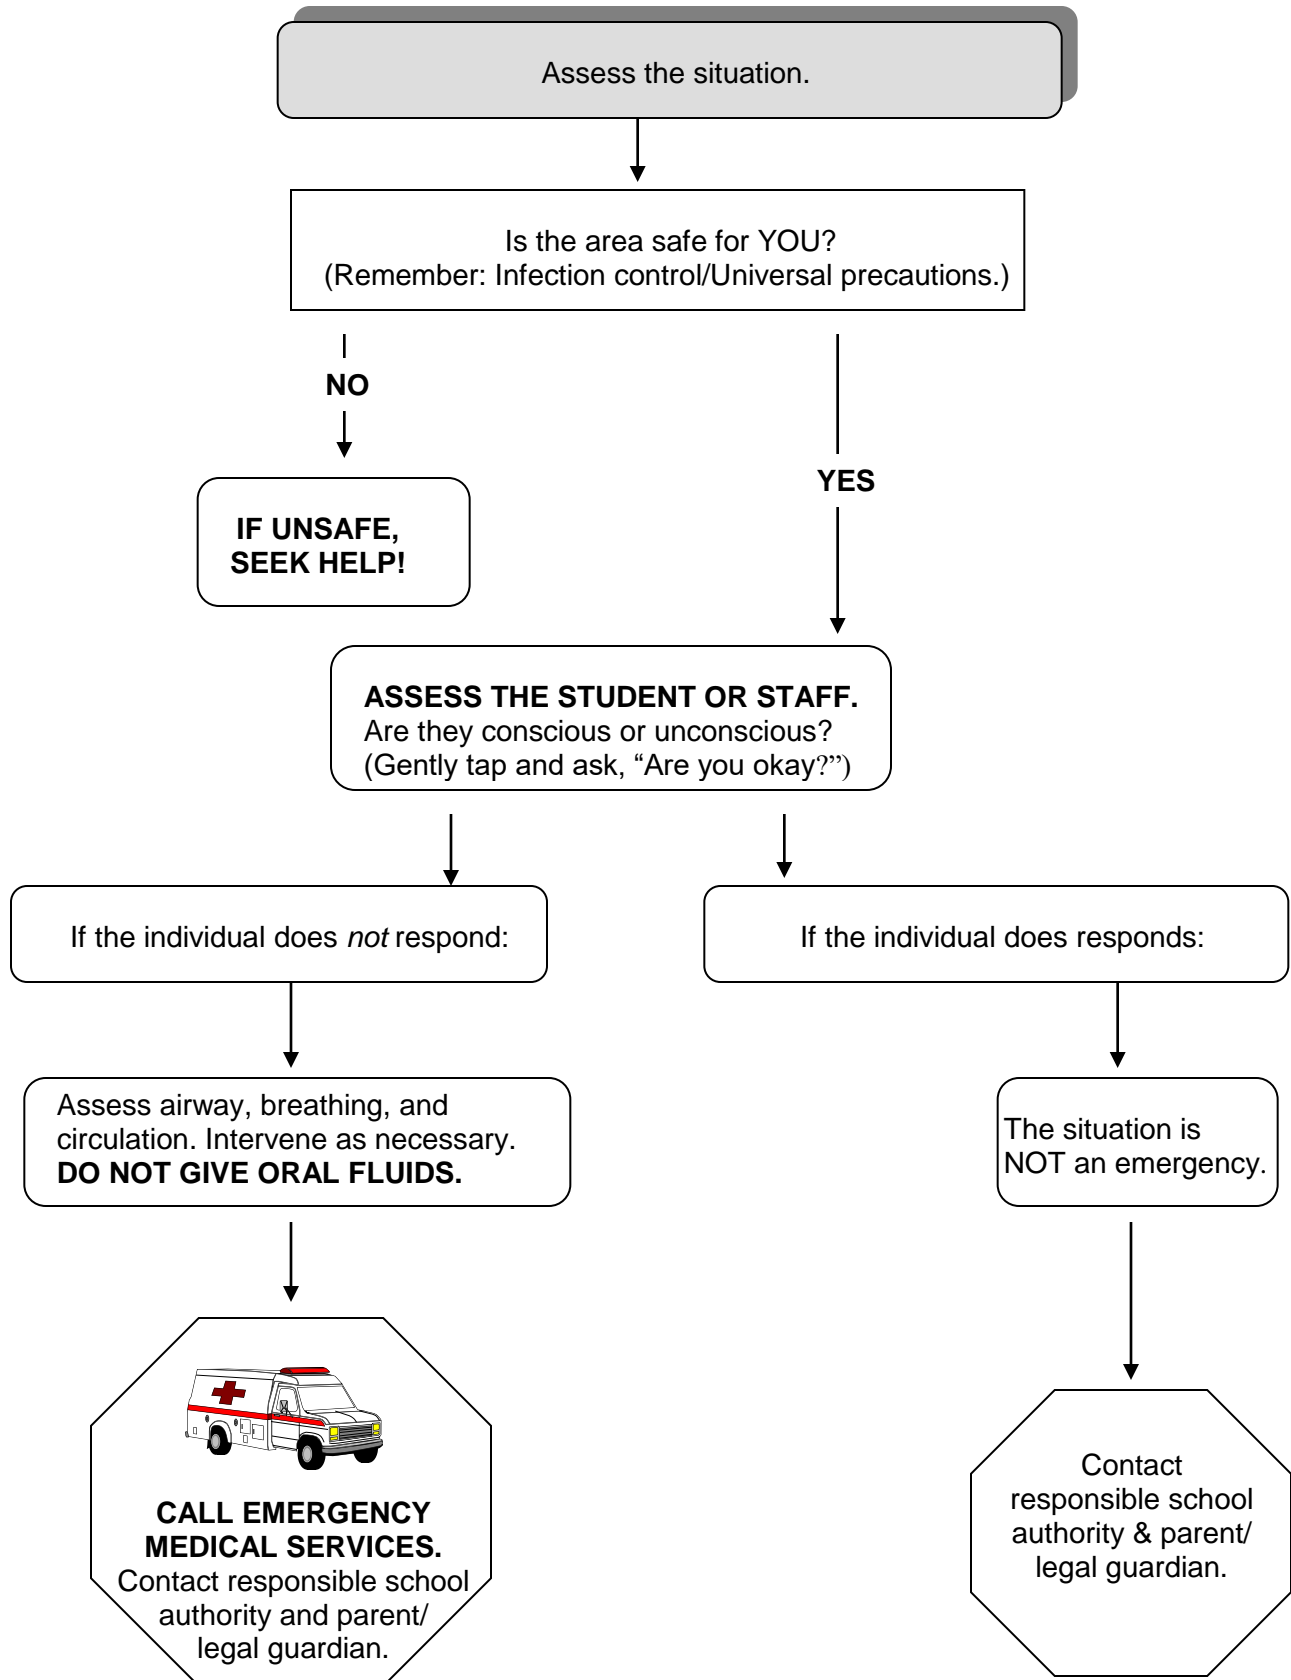 Assess the situation.
Is the area safe for YOU?
(Remember: Infection control/Universal precautions.)
NO
YES
IF UNSAFE,
SEEK HELP!
ASSESS THE STUDENT OR STAFF.
Are they conscious or unconscious?
(Gently tap and ask, “Are you okay?”)
If the individual does not respond:
If the individual does responds:
Assess airway, breathing, and
circulation. Intervene as necessary.
DO NOT GIVE ORAL FLUIDS.
The situation is
NOT an emergency.
CALL EMERGENCY
MEDICAL SERVICES.
Contact responsible school
authority and parent/
legal guardian.
Contact
responsible school
authority & parent/
legal guardian.